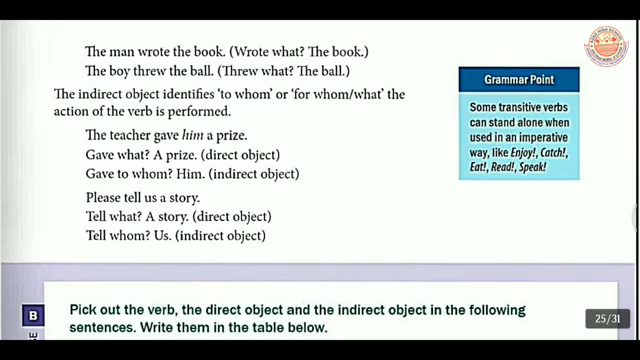 The man wrote the book. (Wrote what? The book.)
The boy threw the ball. (Threw what? The ball.)
The indirect object identifies 'to whom' or 'for whom/what' the
action of the verb is performed.
The teacher gave him a prize.
Gave what? A prize. (direct object)
Gave to whom? Him. (indirect object)
Please tell us a story.
Tell what? A story. (direct object)
Tell whom? Us. (indirect object)
Grammar Point
Some transitive verbs
can stand alone when
used in an imperative
way, like Enjoy!, Catch!,
Eat!, Read!, Speak!
B
Pick out the verb, the direct object and the indirect object in the following
sentences. Write them in the table below.
25/31